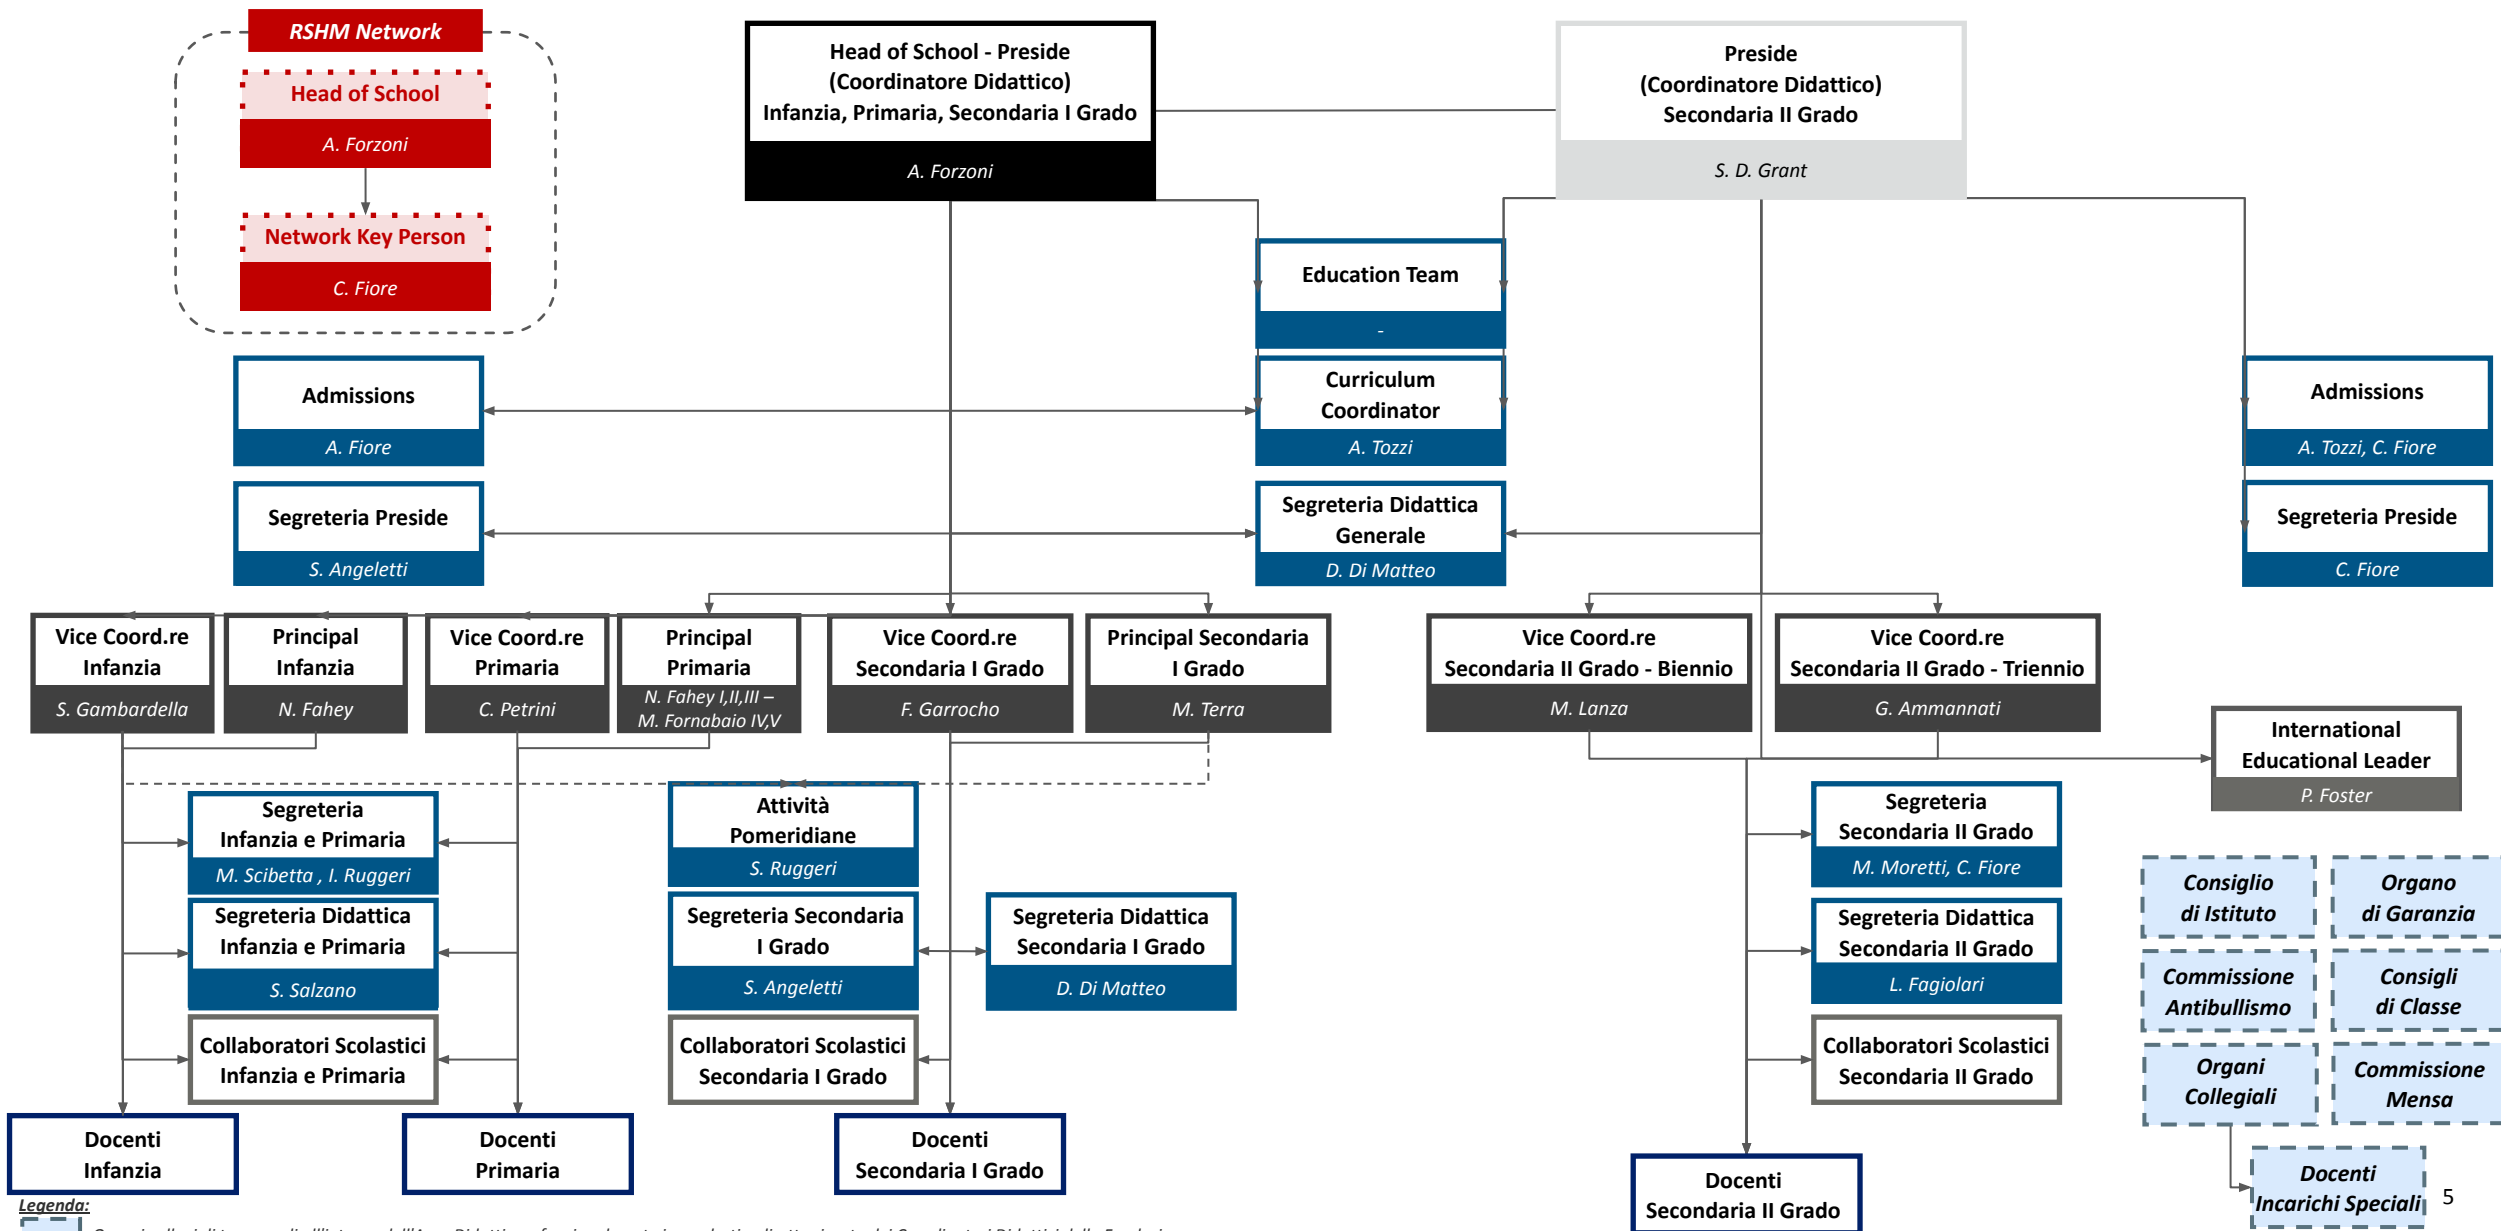 RSHM Network
Head of School
A. Forzoni
Network Key Person
C. Fiore
Head of School - Preside
(Coordinatore Didattico)
Infanzia, Primaria, Secondaria I Grado
A. Forzoni
Preside
(Coordinatore Didattico)
Secondaria II Grado
S. D. Grant
Education Team
-
Admissions
A. Fiore
Curriculum
Coordinator
A. Tozzi
Admissions
A. Tozzi, C. Fiore
Segreteria Preside
S. Angeletti
Segreteria Didattica
Generale
D. Di Matteo
Segreteria Preside
C. Fiore
Vice Coord.re
Infanzia
S. Gambardella
Principal
Infanzia
N. Fahey
Vice Coord.re
Primaria
C. Petrini
Principal
Primaria
N. Fahey I,II,III –
M. Fornabaio IV,V
Vice Coord.re
Secondaria I Grado
F. Garrocho
Principal Secondaria
I Grado
M. Terra
Vice Coord.re
Secondaria II Grado - Biennio
M. Lanza
Vice Coord.re
Secondaria II Grado - Triennio
G. Ammannati
International
Educational Leader
P. Foster
Segreteria
Infanzia e Primaria
M. Scibetta , I. Ruggeri
Attività
Pomeridiane
S. Ruggeri
Segreteria
Secondaria II Grado
M. Moretti, C. Fiore
Segreteria Didattica
Infanzia e Primaria
S. Salzano
Segreteria Secondaria
I Grado
S. Angeletti
Segreteria Didattica
Secondaria I Grado
D. Di Matteo
Segreteria Didattica
Secondaria II Grado
L. Fagiolari
Collaboratori Scolastici
Infanzia e Primaria
Collaboratori Scolastici
Secondaria I Grado
Collaboratori Scolastici
Secondaria II Grado
Consiglio
di Istituto
Organo
di Garanzia
Commissione
Antibullismo
Consigli
di Classe
Organi
Collegiali
Commissione
Mensa
Docenti
Incarichi Speciali
Docenti
Infanzia
Docenti
Primaria
Docenti
Secondaria I Grado
Docenti
Secondaria II Grado
5
Legenda: